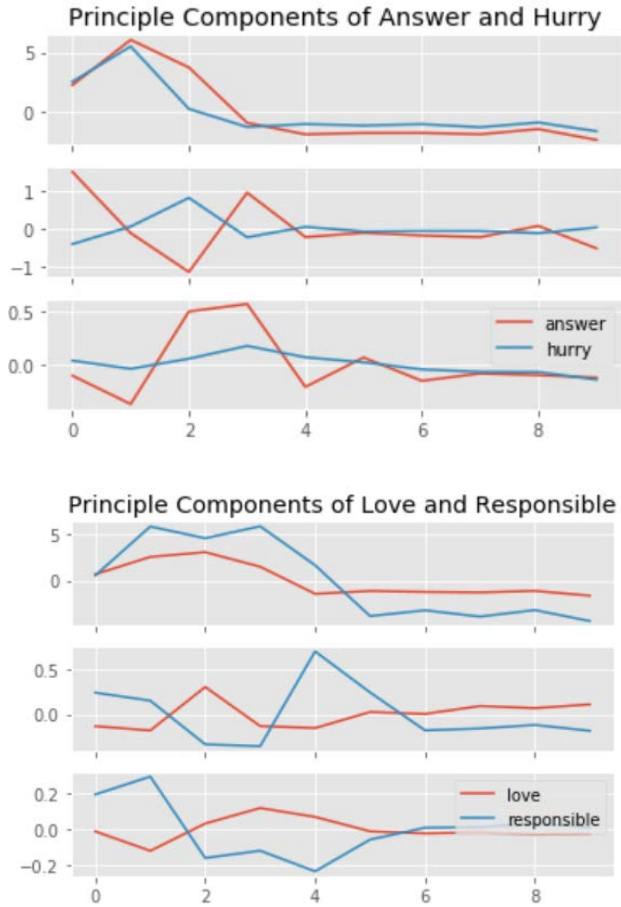 Principle Components of Answer and Hurry
5
0
1
0
−1
0.5
0.0
answer
hurry
0 2 4 6 8
Principle Components of Love and Responsible
5
0
0.5
0.0
0.2
0.0
−0.2
love
responsible
0 2 4 6 8